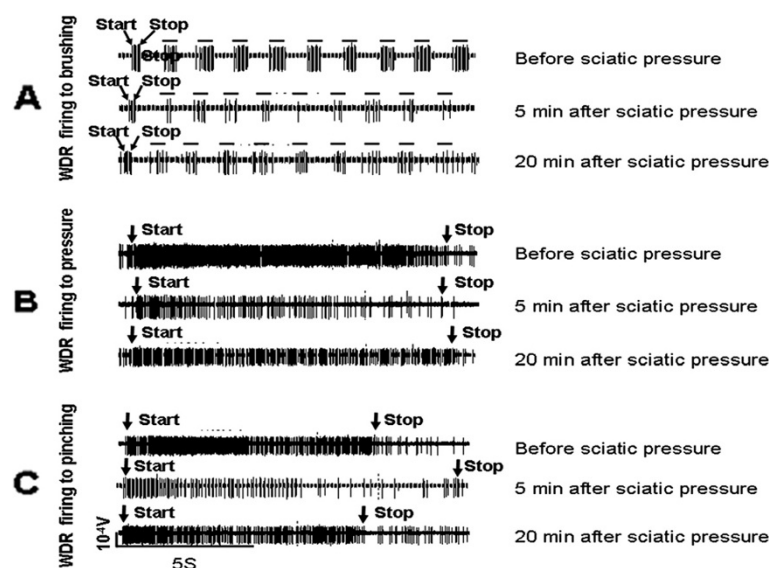 Start Stop
Stop
WDR firing to brushing
A
Before sciatic pressure
Start Stop
5 min after sciatic pressure
Start Stop
20 min after sciatic pressure
WDR firing to pressure
B
Start Stop
Before sciatic pressure
Start Stop
5 min after sciatic pressure
Start Stop
20 min after sciatic pressure
WDR firing to pinching
C
Start Stop
Before sciatic pressure
Start Stop
5 min after sciatic pressure
Start Stop
20 min after sciatic pressure
10⁻⁴V
5S